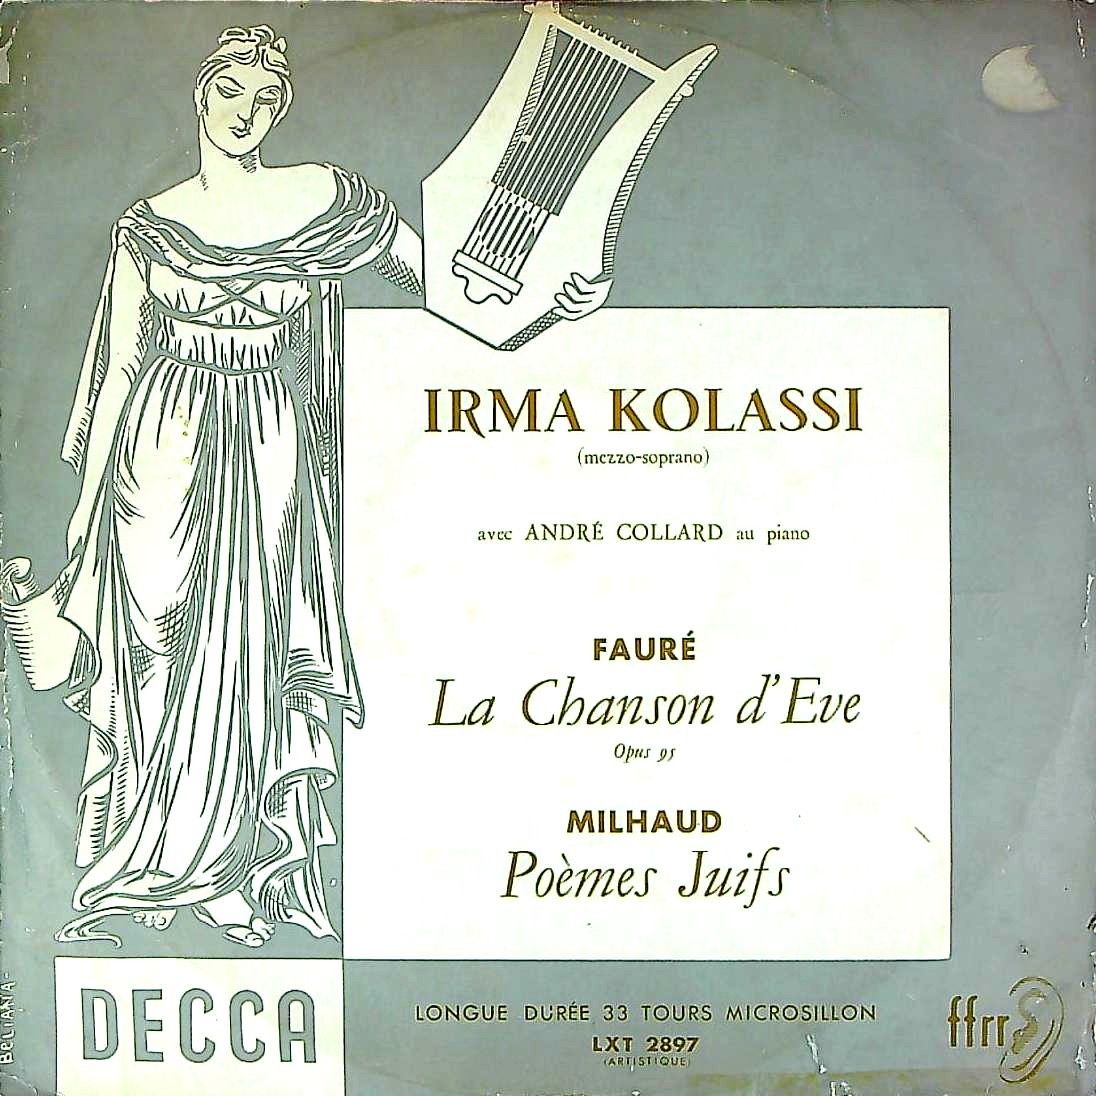 IRMA KOLASSI
(mezzo-soprano)
avec ANDRÉ COLLARD au piano
FAURÉ
La Chanson d'Eve
Opus 95
MILHAUD
Poèmes Juifs
DECCA
LONGUE DURÉE 33 TOURS MICROSILLON
LXT 2897
(ARTISTIQUE)
ffrr
BELIANA-